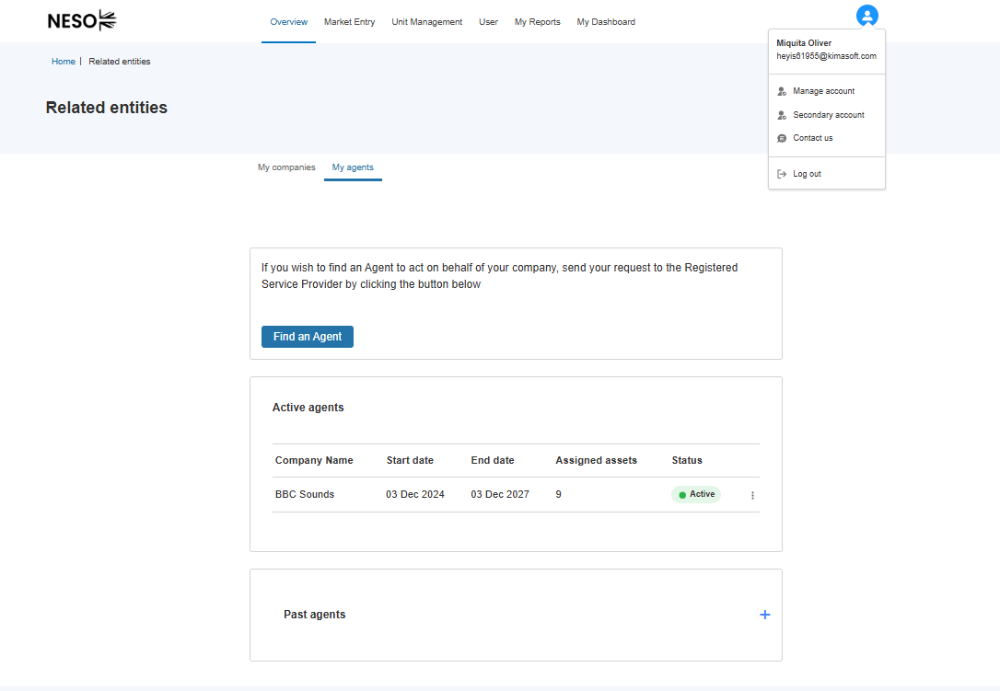 NESO
Overview Market Entry Unit Management User My Reports My Dashboard
Miquita Oliver
heyis61955@kimasoft.com
Manage account
Secondary account
Contact us
Log out
Home | Related entities
Related entities
My companies My agents
If you wish to find an Agent to act on behalf of your company, send your request to the Registered
Service Provider by clicking the button below
Find an Agent
Active agents
Company Name Start date End date Assigned assets Status
BBC Sounds 03 Dec 2024 03 Dec 2027 9 Active
Past agents